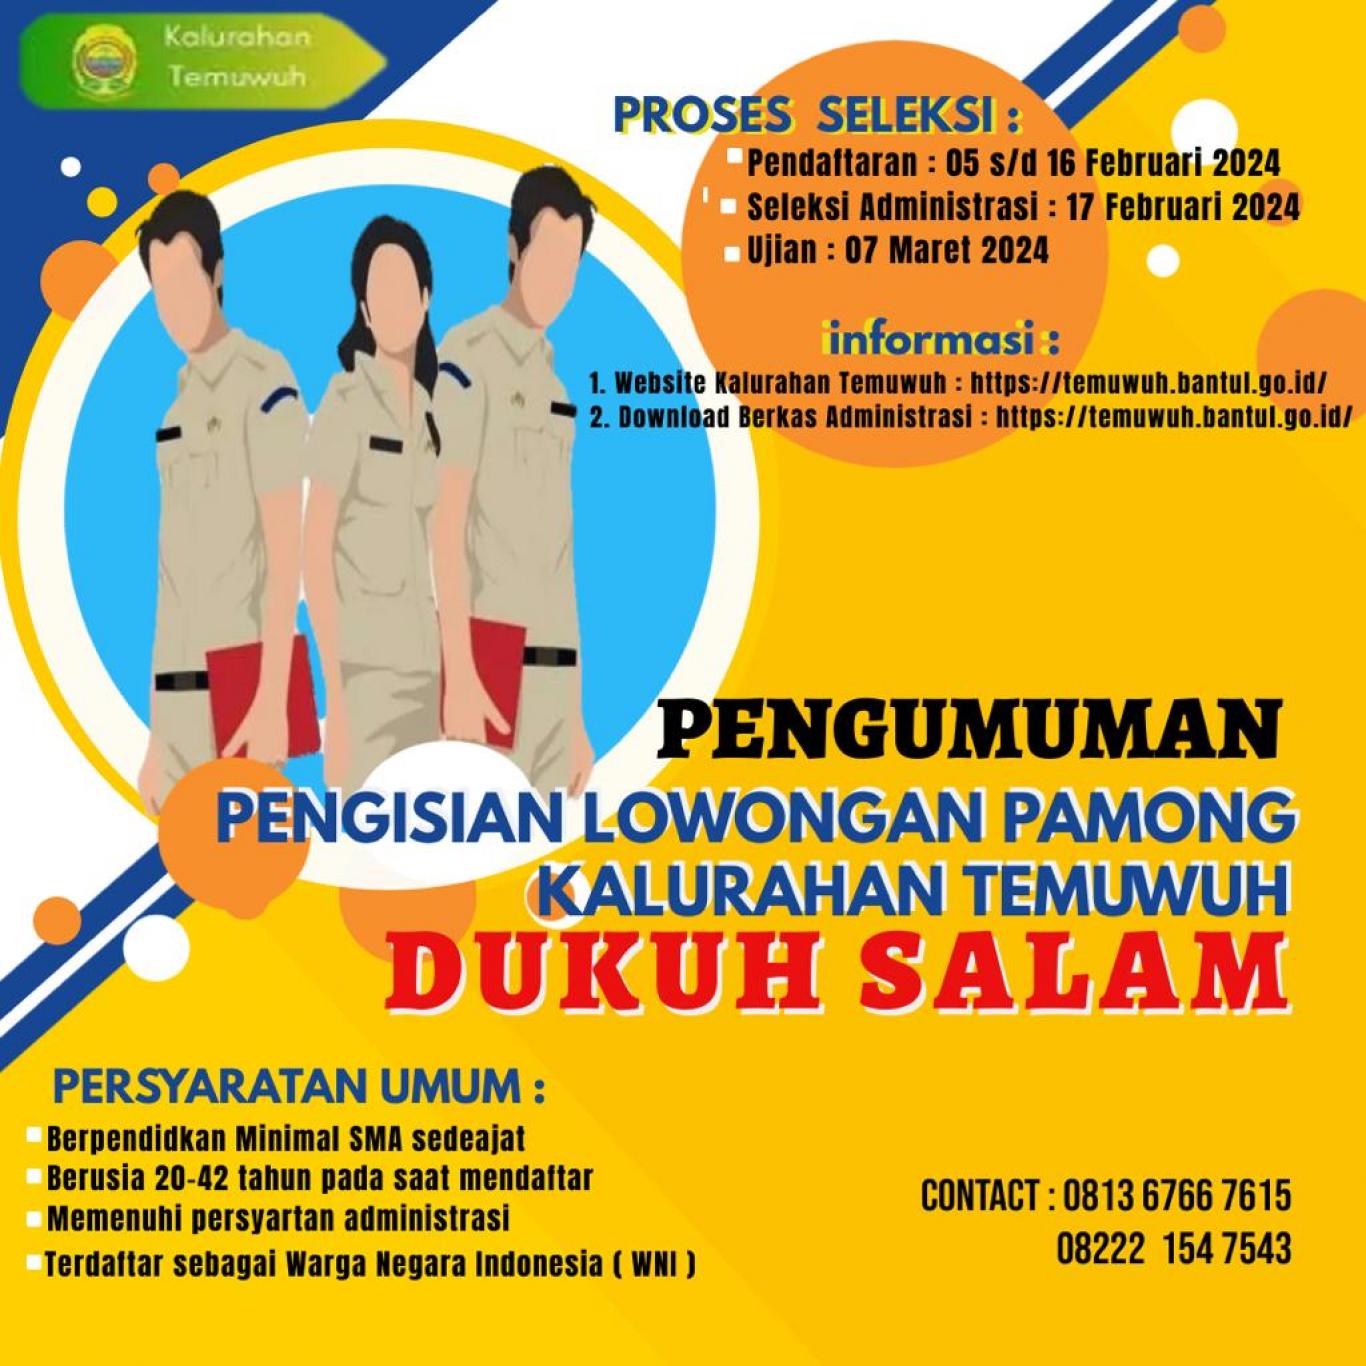 Kalurahan
Temuwuh
PROSES SELEKSI :
Pendaftaran : 05 s/d 16 Februari 2024
Seleksi Administrasi : 17 Februari 2024
Ujian : 07 Maret 2024
informasi :
1. Website Kalurahan Temuwuh : https://temuwuh.bantul.go.id/
2. Download Berkas Administrasi : https://temuwuh.bantul.go.id/
PENGUMUMAN
PENGISIAN LOWONGAN PAMONG
KALURAHAN TEMUWUH
DUKUH SALAM
PERSYARATAN UMUM :
Berpendidkan Minimal SMA sedeajat
Berusia 20-42 tahun pada saat mendaftar
Memenuhi persyartan administrasi
Terdaftar sebagai Warga Negara Indonesia ( WNI )
CONTACT : 0813 6766 7615
08222 154 7543